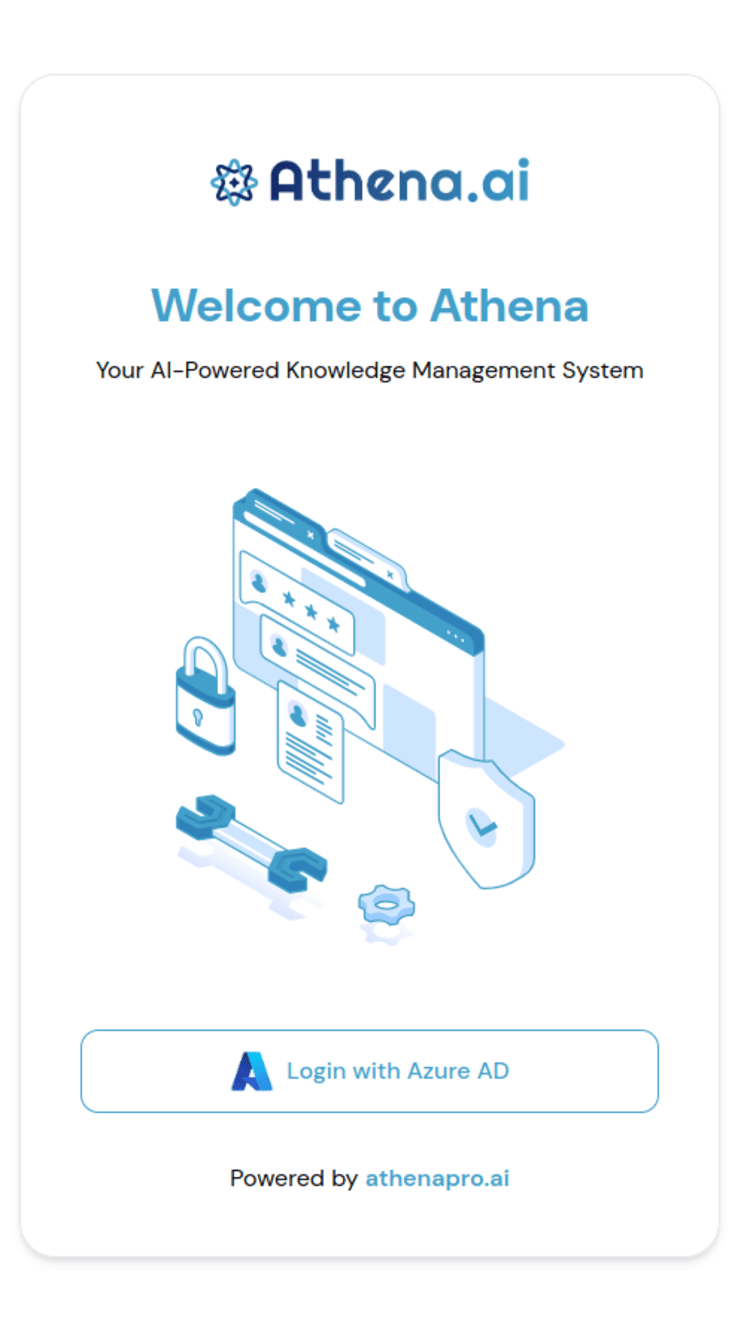 Athena.ai
Welcome to Athena
Your AI-Powered Knowledge Management System
Login with Azure AD
Powered by athenapro.ai